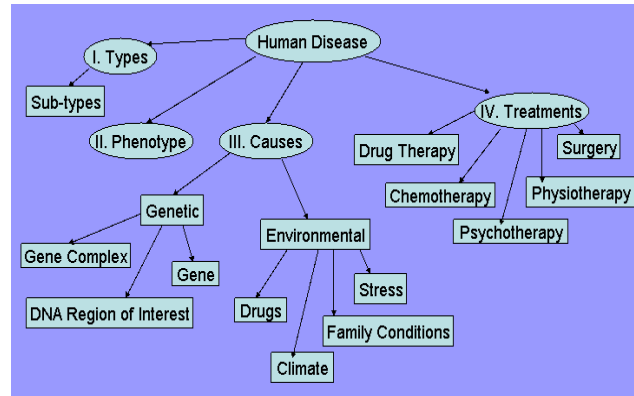 Human Disease
I. Types
Sub-types
II. Phenotype
III. Causes
IV. Treatments
Drug Therapy
Surgery
Chemotherapy
Physiotherapy
Psychotherapy
Genetic
Gene Complex
Gene
DNA Region of Interest
Environmental
Stress
Drugs
Family Conditions
Climate